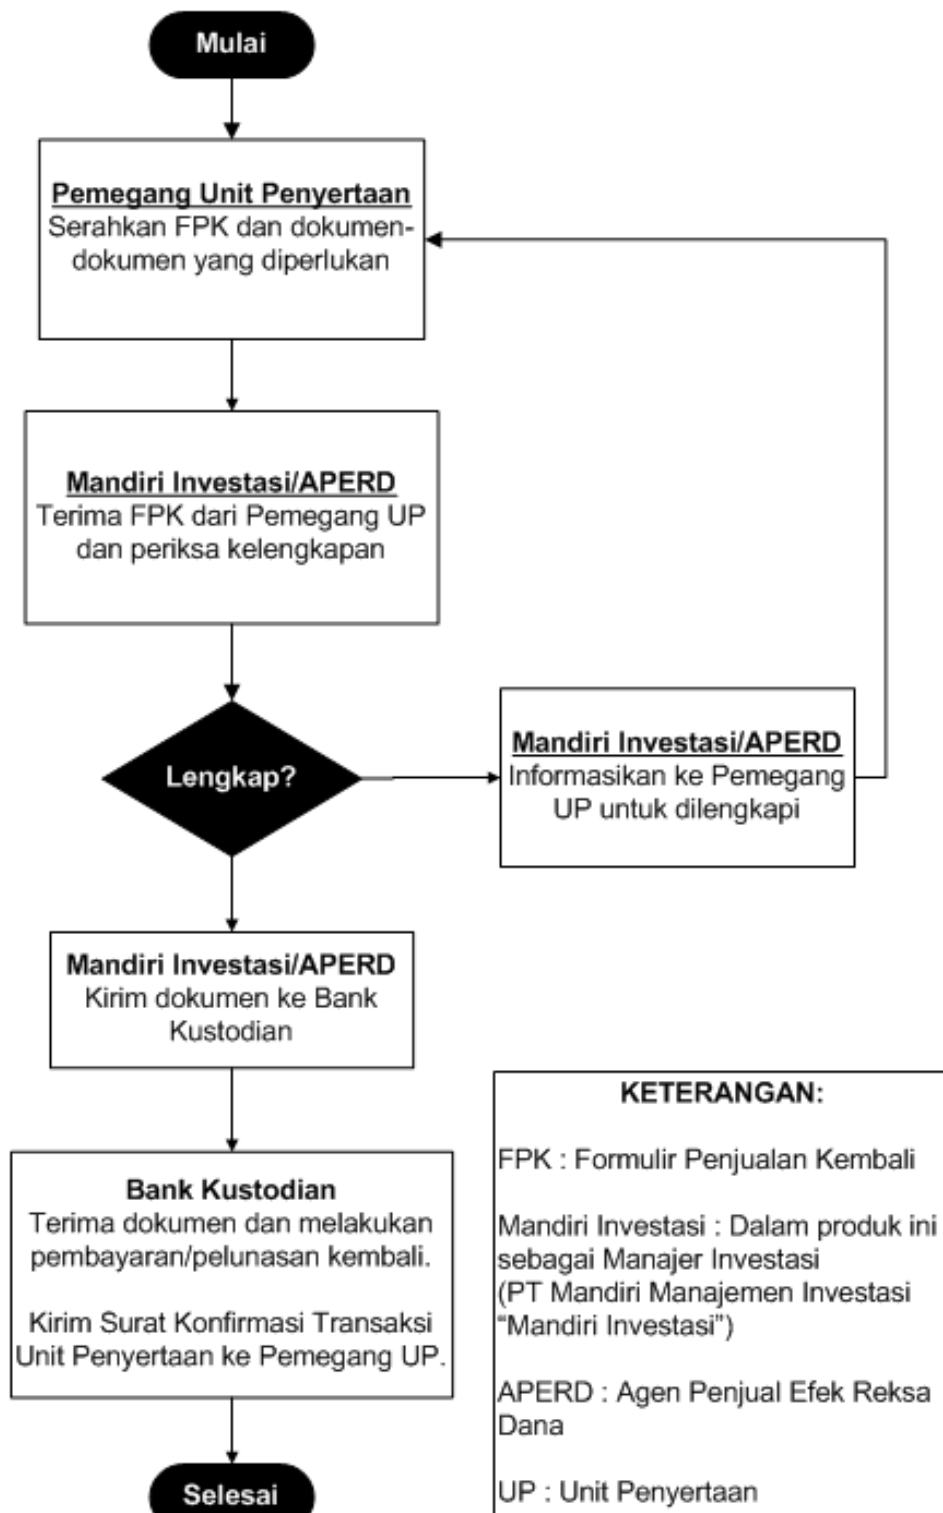 Mulai
Pemegang Unit Penyertaan
Serahkan FPK dan dokumen-
dokumen yang diperlukan
Mandiri Investasi/APERD
Terima FPK dari Pemegang UP
dan periksa kelengkapan
Lengkap?
Mandiri Investasi/APERD
Informasikan ke Pemegang
UP untuk dilengkapi
Mandiri Investasi/APERD
Kirim dokumen ke Bank
Kustodian
Bank Kustodian
Terima dokumen dan melakukan
pembayaran/pelunasan kembali.
Kirim Surat Konfirmasi Transaksi
Unit Penyertaan ke Pemegang UP.
Selesai
KETERANGAN:
FPK : Formulir Penjualan Kembali
Mandiri Investasi : Dalam produk ini
sebagai Manajer Investasi
(PT Mandiri Manajemen Investasi
“Mandiri Investasi”)
APERD : Agen Penjual Efek Reksa
Dana
UP : Unit Penyertaan